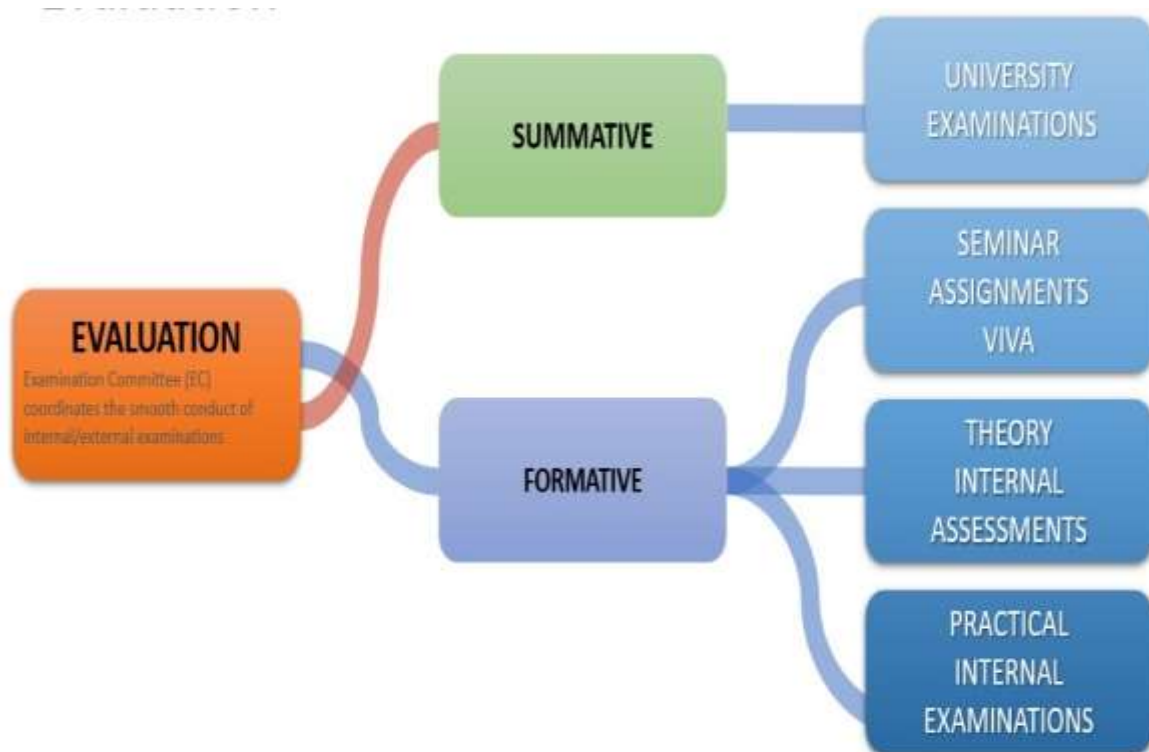 EVALUATION
Examination Committee (EC)
coordinates the smooth conduct of
internal/external examinations
SUMMATIVE
FORMATIVE
UNIVERSITY
EXAMINATIONS
SEMINAR
ASSIGNMENTS
VIVA
THEORY
INTERNAL
ASSESSMENTS
PRACTICAL
INTERNAL
EXAMINATIONS